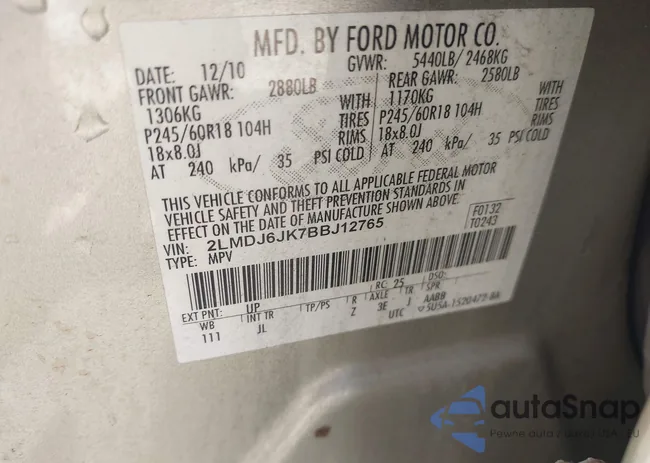 MFD. BY FORD MOTOR CO.
DATE: 12/10 GVWR: 5440LB/ 2468KG
FRONT GAWR: 2880LB REAR GAWR: 2580LB
1306KG WITH 1170KG WITH
P245/60R18 104H TIRES P245/60R18 104H TIRES
18x8.0J RIMS 18x8.0J RIMS
AT 240 kPa/ 35 PSI COLD AT 240 kPa/ 35 PSI COLD
THIS VEHICLE CONFORMS TO ALL APPLICABLE FEDERAL MOTOR
VEHICLE SAFETY AND THEFT PREVENTION STANDARDS IN
EFFECT ON THE DATE OF MANUFACTURE SHOWN ABOVE.
VIN: 2LMDJ6JK7BBJ12765 F0132
TYPE: MPV T0243
EXT PNT: UP RC: 25 DSO:
WB INT TR TP/PS R AXLE TR SPR
111 JL Z 3E J AABB
UTC
autoSnap
Pewne auta z USA EU